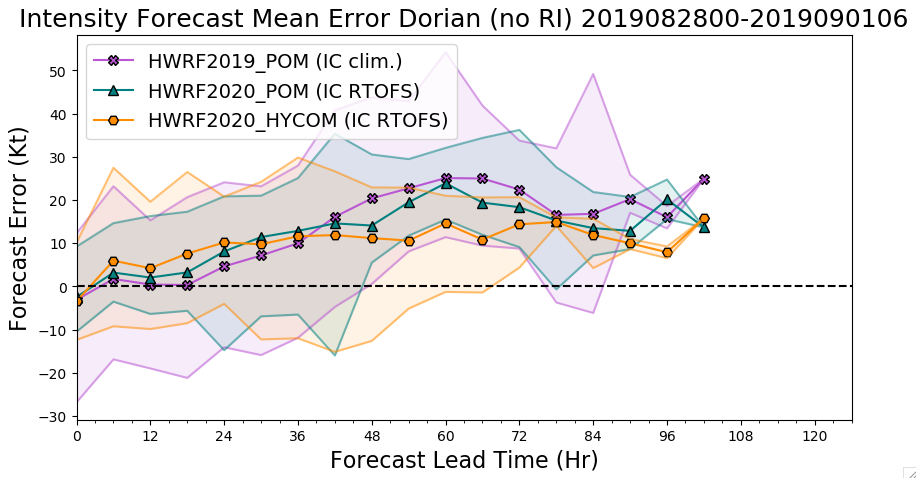 Intensity Forecast Mean Error Dorian (no RI) 2019082800-2019090106
HWRF2019_POM (IC clim.)
HWRF2020_POM (IC RTOFS)
HWRF2020_HYCOM (IC RTOFS)
Forecast Error (Kt)
50
40
30
20
10
0
−10
−20
−30
0 12 24 36 48 60 72 84 96 108 120
Forecast Lead Time (Hr)